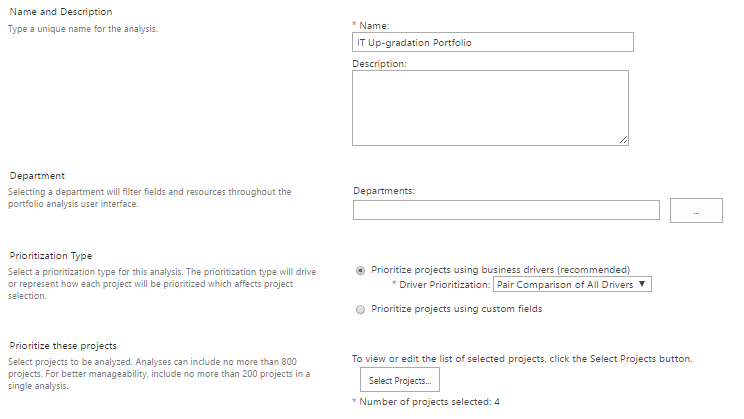 Name and Description
Type a unique name for the analysis.
* Name:
IT Up-gradation Portfolio
Description:
Department
Selecting a department will filter fields and resources throughout the
portfolio analysis user interface.
Departments:
...
Prioritization Type
Select a prioritization type for this analysis. The prioritization type will drive
or represent how each project will be prioritized which affects project
selection.
Prioritize projects using business drivers (recommended)
* Driver Prioritization: Pair Comparison of All Drivers
Prioritize projects using custom fields
Prioritize these projects
Select projects to be analyzed. Analyses can include no more than 800
projects. For better manageability, include no more than 200 projects in a
single analysis.
To view or edit the list of selected projects, click the Select Projects button.
Select Projects...
* Number of projects selected: 4